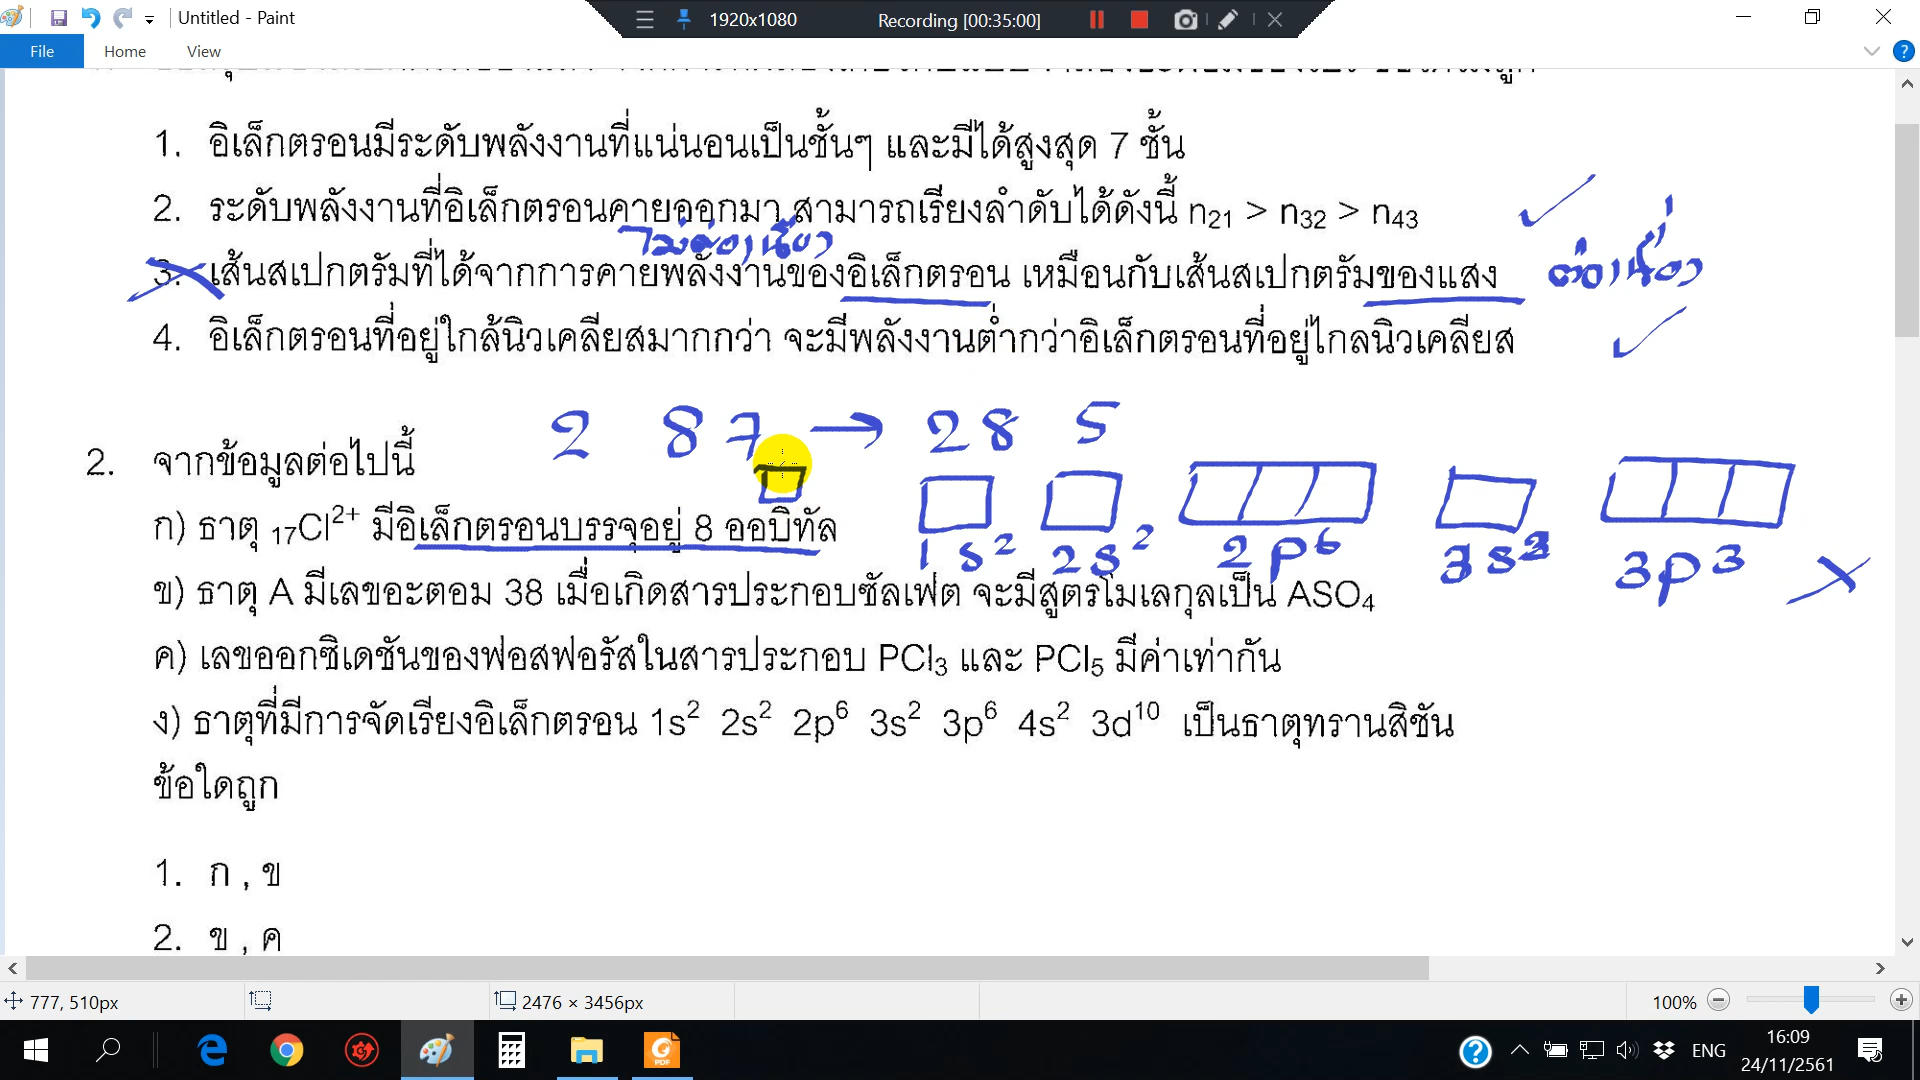 Untitled - Paint
1920x1080
Recording [00:35:00]
File Home View
1. อิเล็กตรอนมีระดับพลังงานที่แน่นอนเป็นชั้นๆ และมีได้สูงสุด 7 ชั้น
2. ระดับพลังงานที่อิเล็กตรอนคายออกมา สามารถเรียงลำดับได้ดังนี้ n21 > n32 > n43
ไม่ต่อเนื่อง
ต่อเนื่อง
3. เส้นสเปกตรัมที่ได้จากการคายพลังงานของอิเล็กตรอน เหมือนกับเส้นสเปกตรัมของแสง
4. อิเล็กตรอนที่อยู่ใกล้นิวเคลียสมากกว่า จะมีพลังงานต่ำกว่าอิเล็กตรอนที่อยู่ไกลนิวเคลียส
2 8 7 → 2 8 5
2. จากข้อมูลต่อไปนี้
ก) ธาตุ 17Cl2+ มีอิเล็กตรอนบรรจุอยู่ 8 ออบิทัล
1s2 2s2 2p6 3s2 3p3
ข) ธาตุ A มีเลขอะตอม 38 เมื่อเกิดสารประกอบซัลเฟต จะมีสูตรโมเลกุลเป็น ASO4
ค) เลขออกซิเดชันของฟอสฟอรัสในสารประกอบ PCl3 และ PCl5 มีค่าเท่ากัน
ง) ธาตุที่มีการจัดเรียงอิเล็กตรอน 1s2 2s2 2p6 3s2 3p6 4s2 3d10 เป็นธาตุทรานสิชัน
ข้อใดถูก
1. ก , ข
2. ข , ค
777, 510px
2476 × 3456px
100%
ENG
16:09
24/11/2561